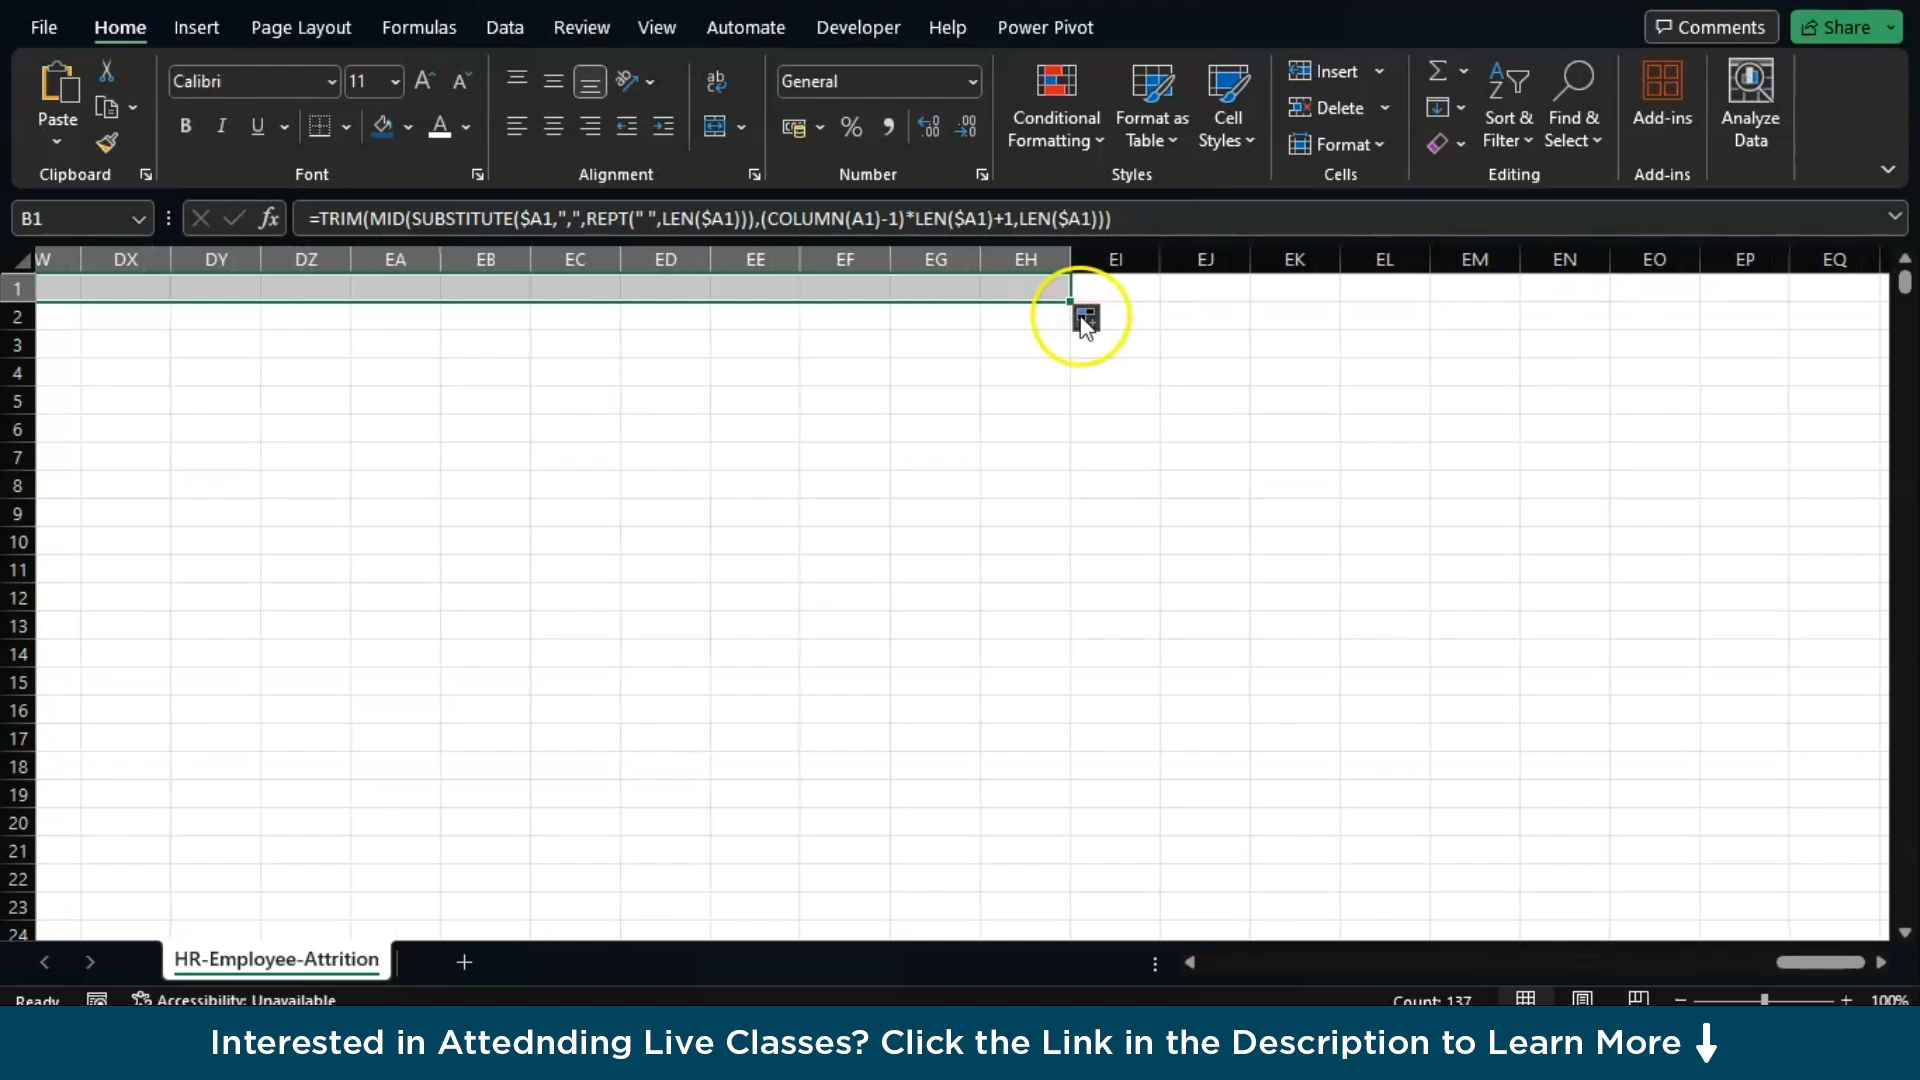 File Home Insert Page Layout Formulas Data Review View Automate Developer Help Power Pivot Comments Share
Calibri 11 General Insert
Paste Conditional Formatting Format as Table Cell Styles Delete Sort & Filter Find & Select Add-ins Analyze Data
Format
Clipboard Font Alignment Number Styles Cells Editing Add-ins
B1 fx =TRIM(MID(SUBSTITUTE($A1,",",REPT(" ",LEN($A1))),(COLUMN(A1)-1)*LEN($A1)+1,LEN($A1)))
W DX DY DZ EA EB EC ED EE EF EG EH EI EJ EK EL EM EN EO EP EQ
1
2
3
4
5
6
7
8
9
10
11
12
13
14
15
16
17
18
19
20
21
22
23
24
HR-Employee-Attrition
Ready Accessibility: Unavailable Count: 137 100%
Interested in Attednding Live Classes? Click the Link in the Description to Learn More